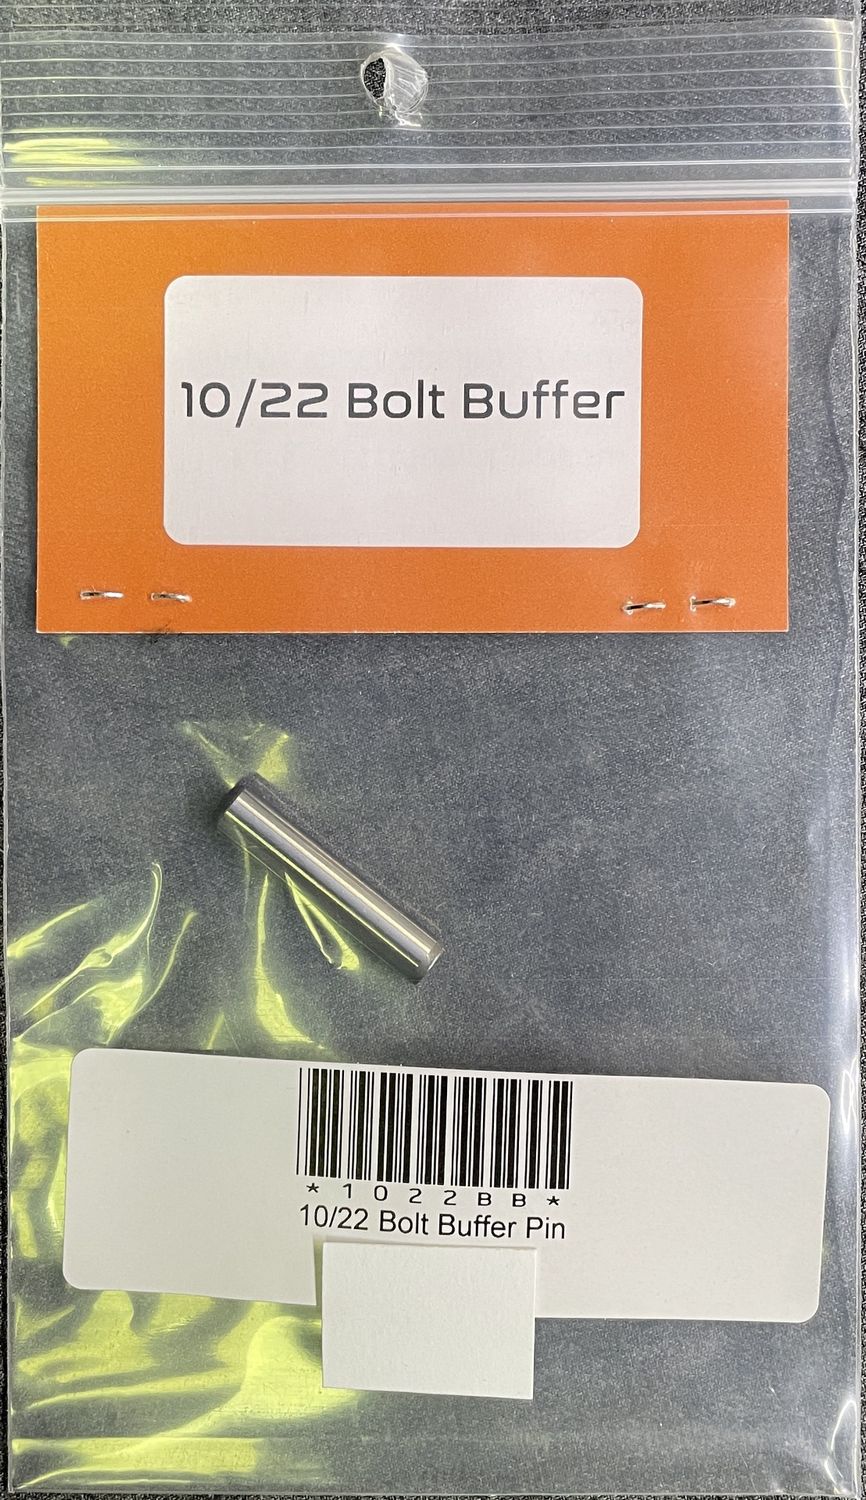 10/22 Bolt Buffer
*1022BB*
10/22 Bolt Buffer Pin